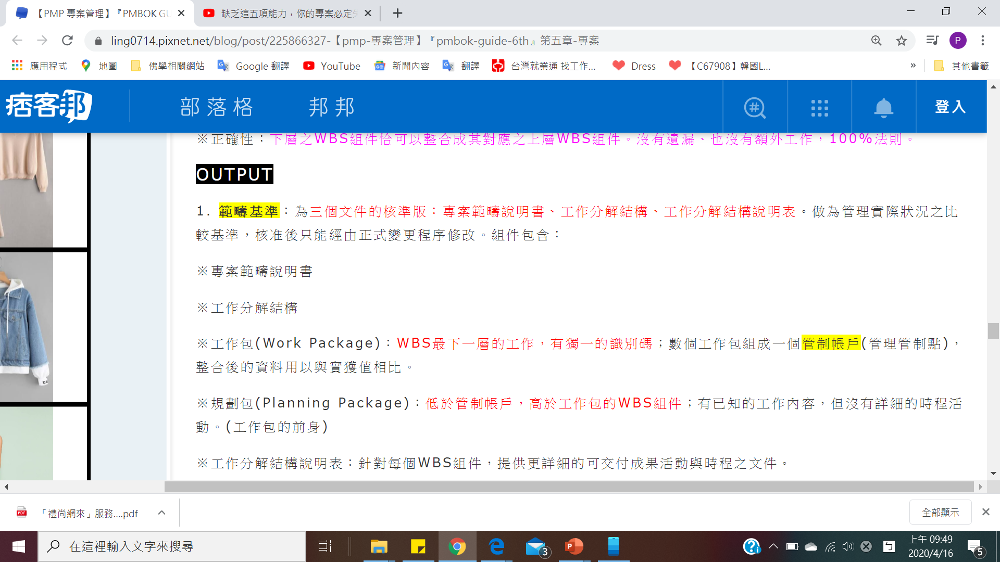 【PMP 專案管理】『PMBOK GU
缺乏這五項能力，你的專案必定失
ling0714.pixnet.net/blog/post/225866327-【pmp-專案管理】『pmbok-guide-6th』第五章-專案
P
應用程式
地圖
佛學相關網站
Google 翻譯
YouTube
新聞內容
翻譯
台灣就業通 找工作...
Dress
【C67908】韓國L...
»
其他書籤
痞客邦
部落格
邦邦
登入
※正確性：下層之WBS組件恰可以整合成其對應之上層WBS組件。沒有遺漏、也沒有額外工作，100%法則。
OUTPUT
1. 範疇基準：為三個文件的核準版：專案範疇說明書、工作分解結構、工作分解結構說明表。做為管理實際狀況之比
較基準，核准後只能經由正式變更程序修改。組件包含：
※專案範疇說明書
※工作分解結構
※工作包(Work Package)：WBS最下一層的工作，有獨一的識別碼；數個工作包組成一個管制帳戶(管理管制點)，
整合後的資料用以與實獲值相比。
※規劃包(Planning Package)：低於管制帳戶，高於工作包的WBS組件；有已知的工作內容，但沒有詳細的時程活
動。(工作包的前身)
※工作分解結構說明表：針對每個WBS組件，提供更詳細的可交付成果活動與時程之文件。
PDF
「禮尚網來」服務....pdf
全部顯示
在這裡輸入文字來搜尋
3
ㄅ
上午 09:49
2020/4/16
5